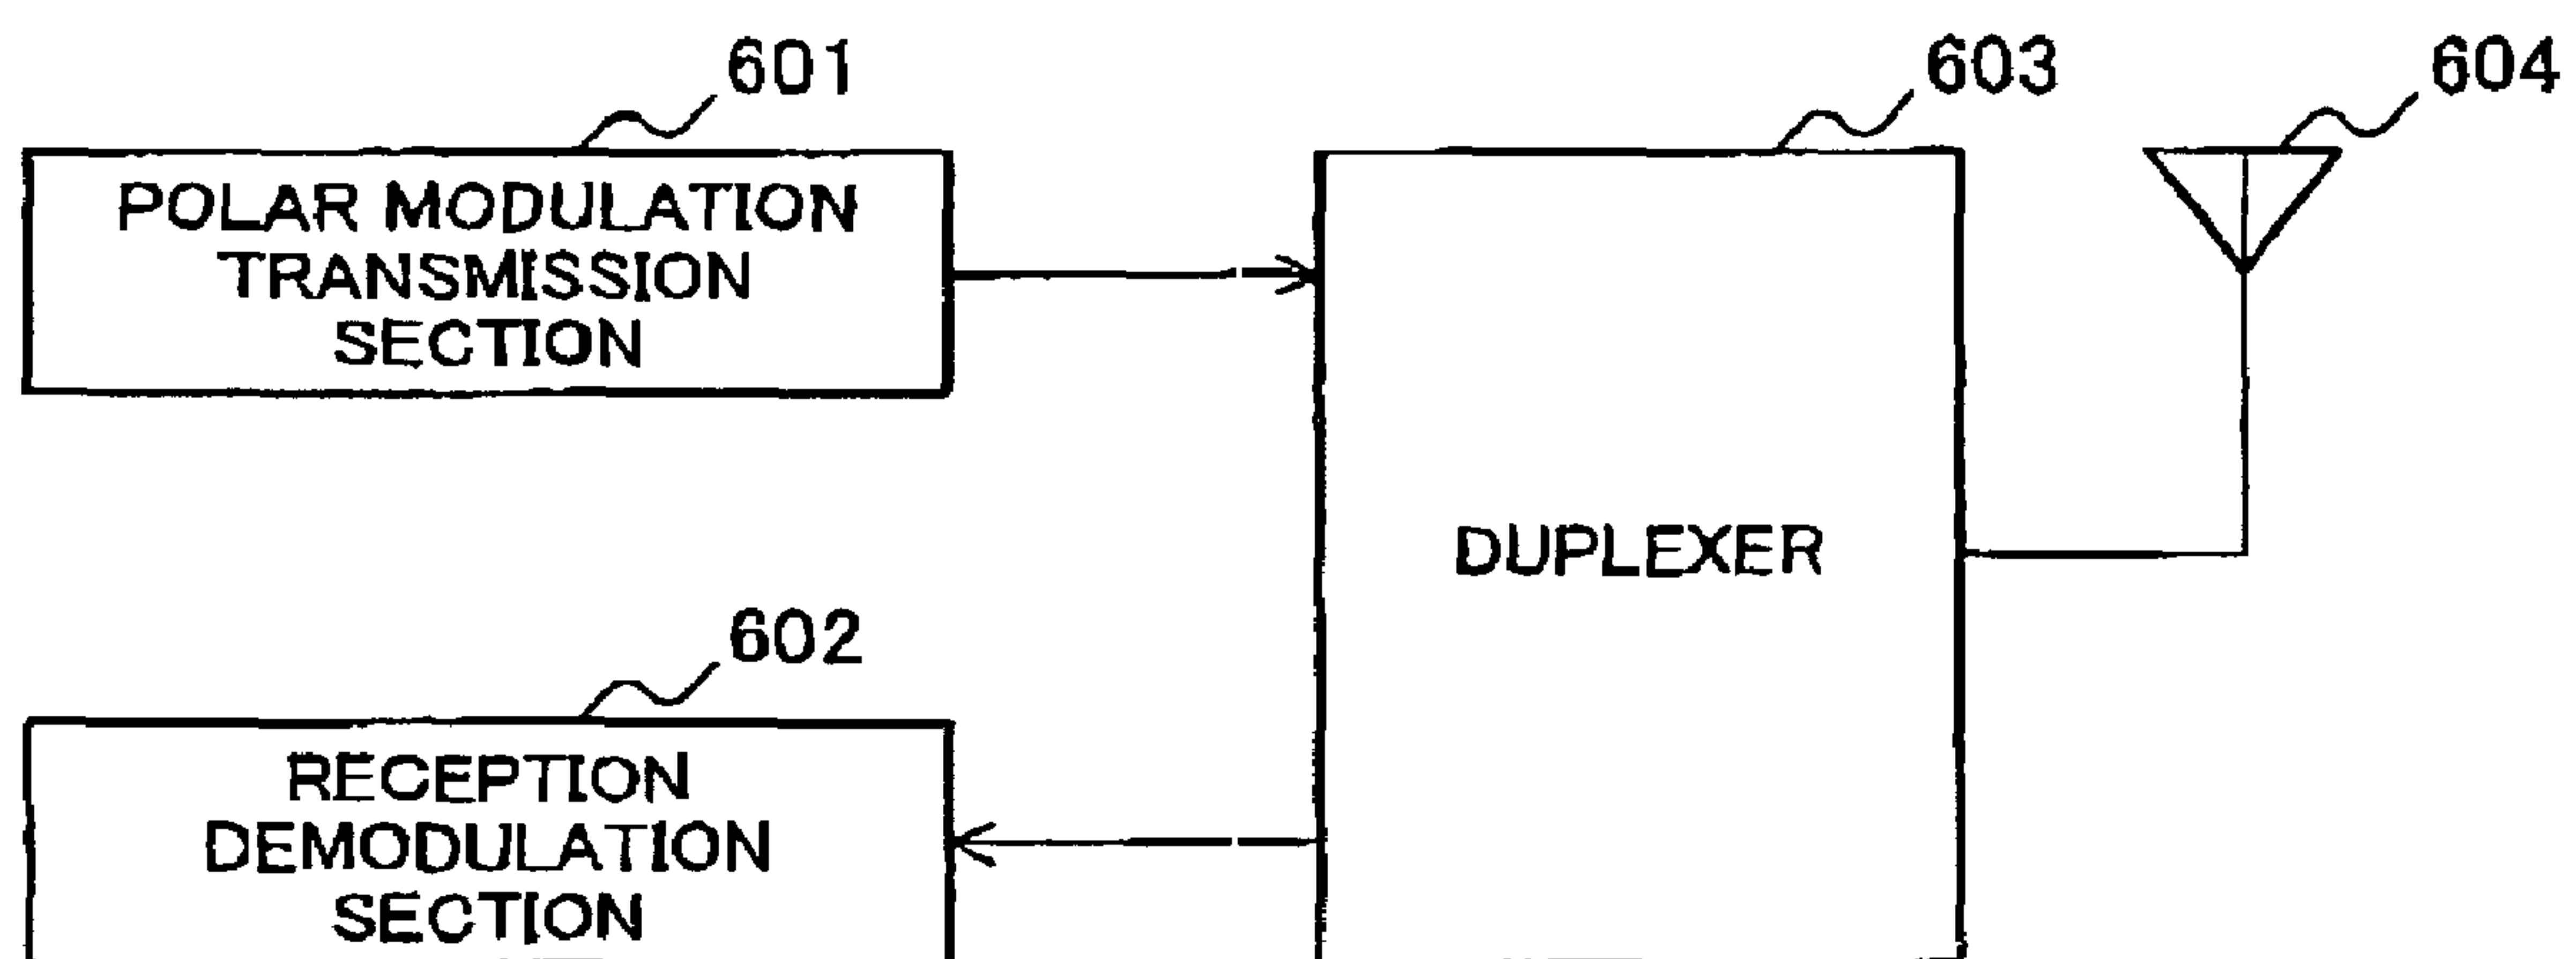 601
603
604
POLAR MODULATION
TRANSMISSION
SECTION
DUPLEXER
602
RECEPTION
DEMODULATION
SECTION